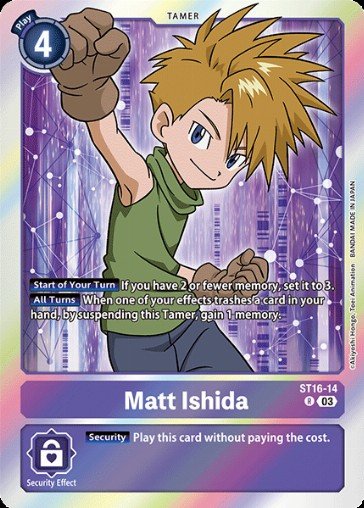 Play
4
TAMER
Start of Your Turn If you have 2 or fewer memory, set it to 3.
All Turns When one of your effects trashes a card in your
hand, by suspending this Tamer, gain 1 memory.
©Akiyoshi Hongo, Toei Animation BANDAI MADE IN JAPAN
ST16-14
R 03
Matt Ishida
Security Play this card without paying the cost.
Security Effect